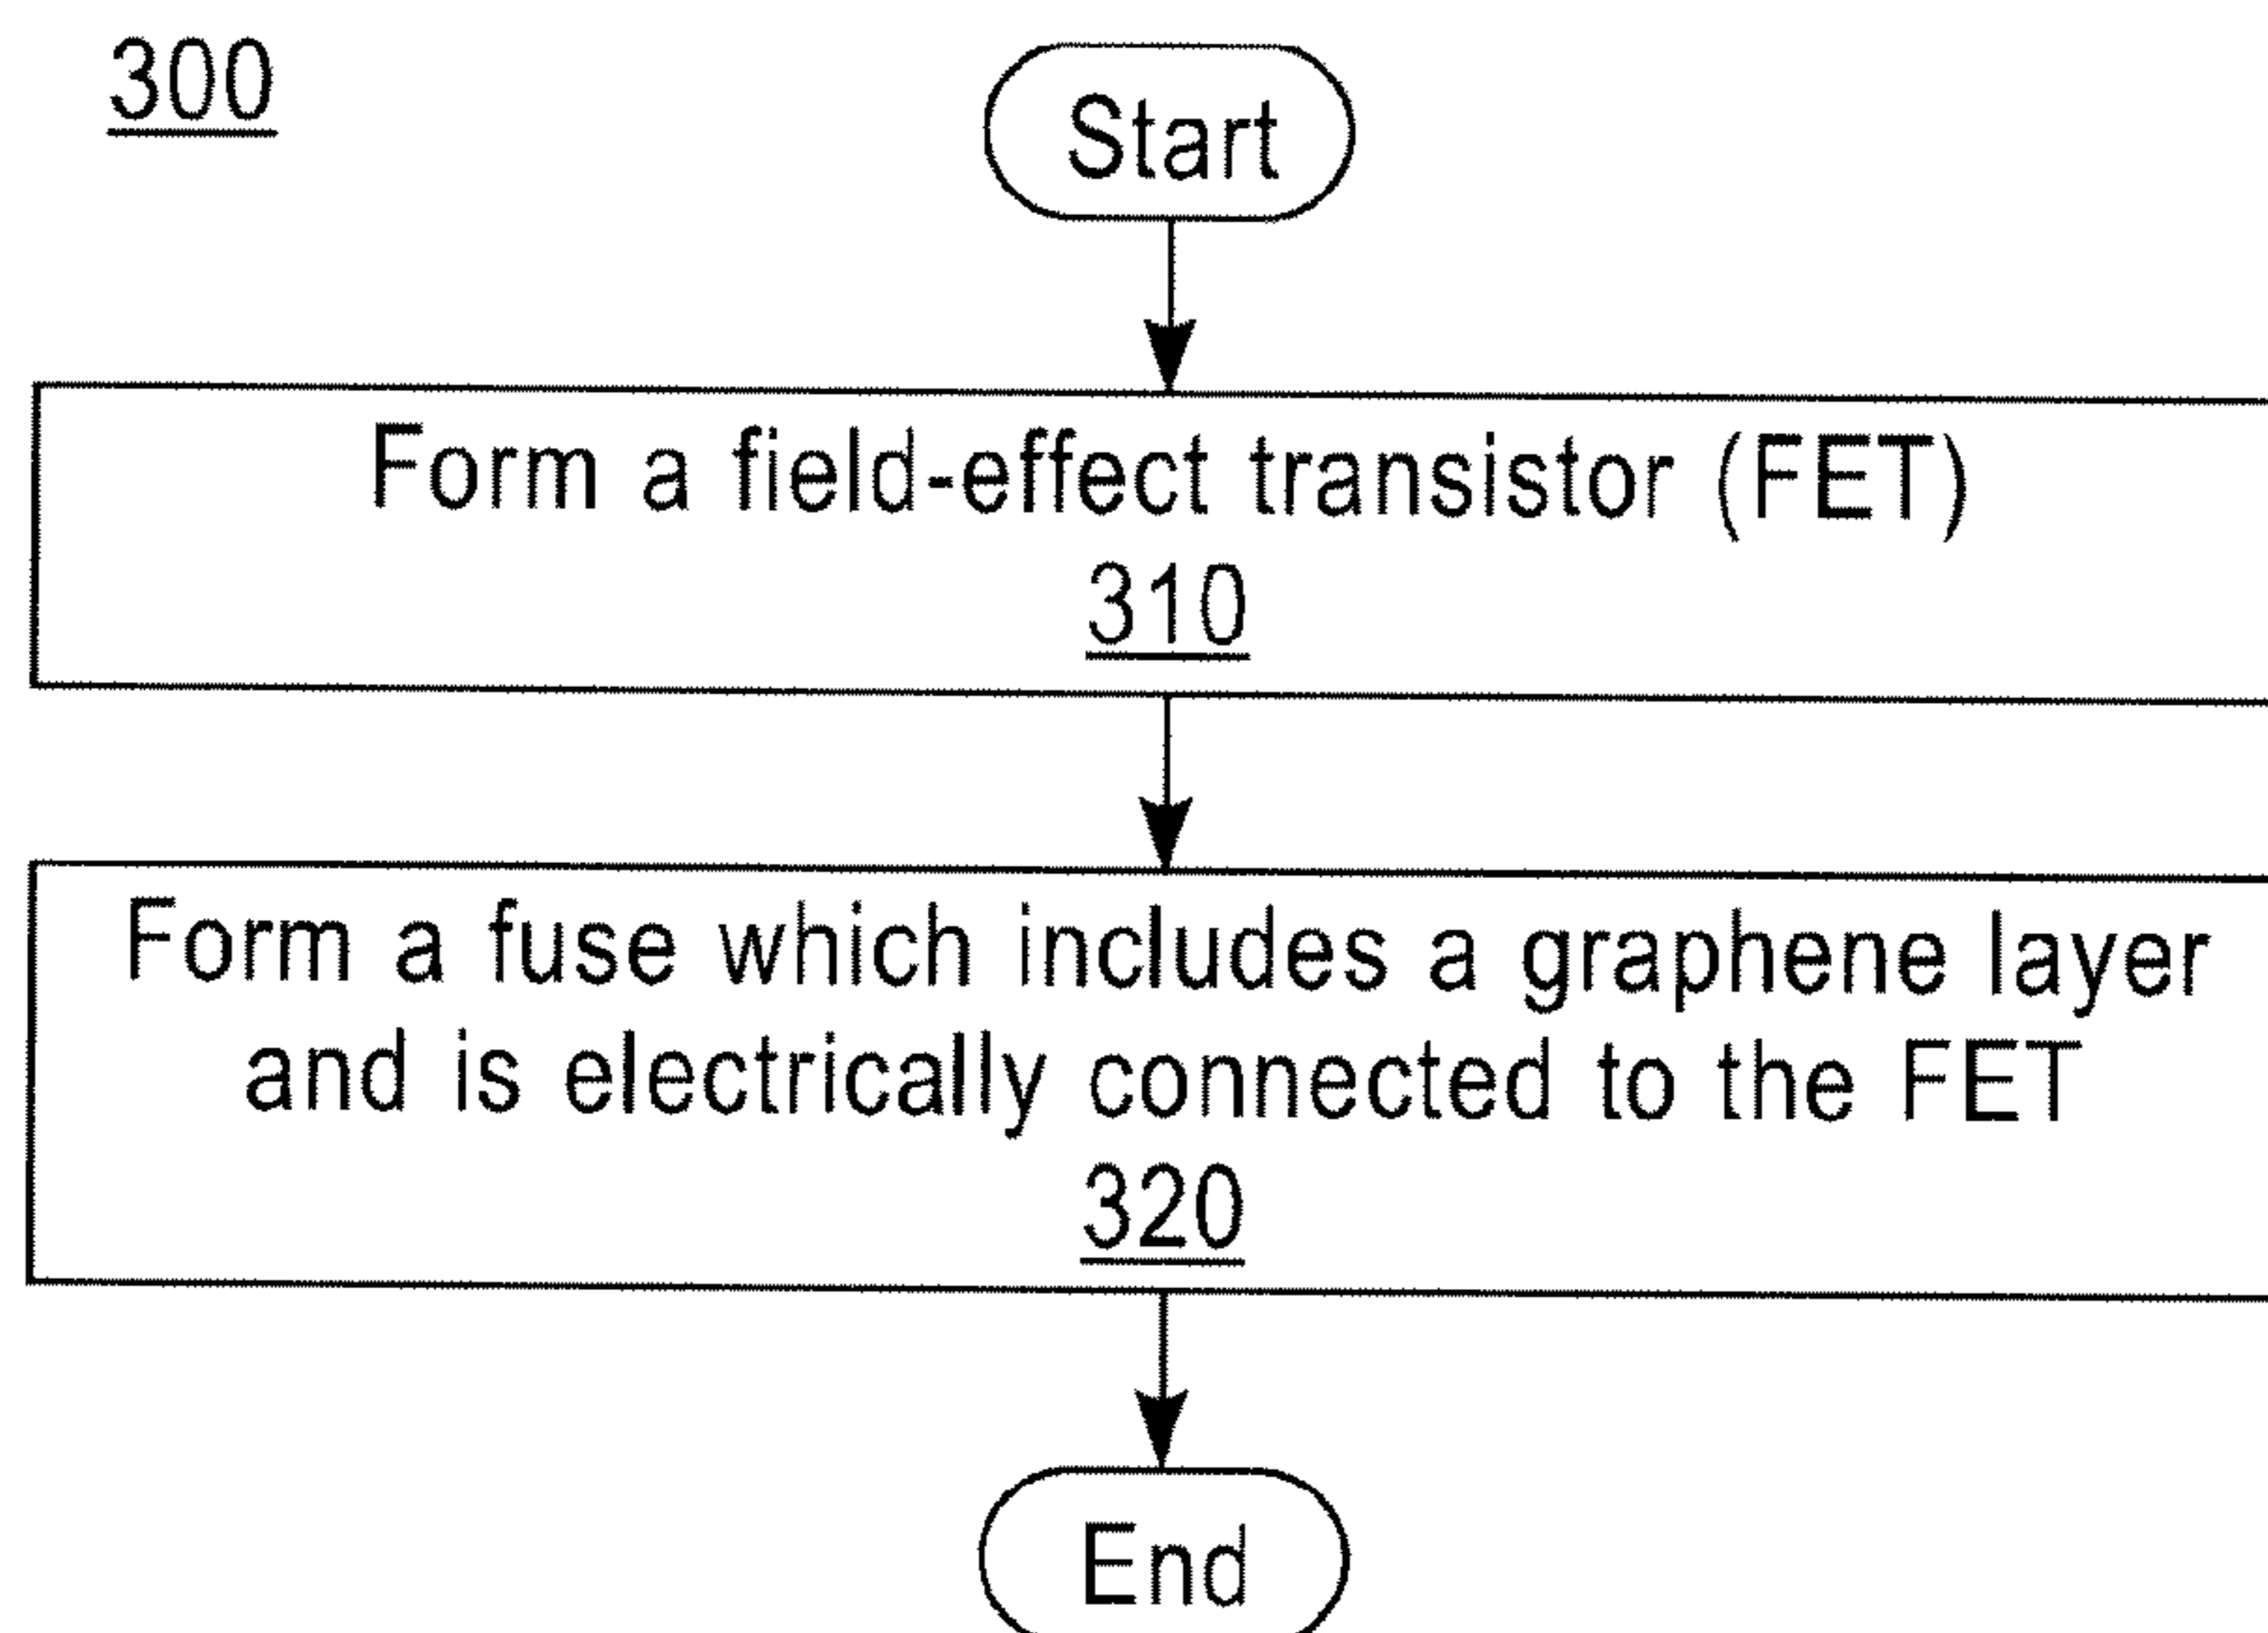 300
Start
Form a field-effect transistor (FET)
310
Form a fuse which includes a graphene layer
and is electrically connected to the FET
320
End